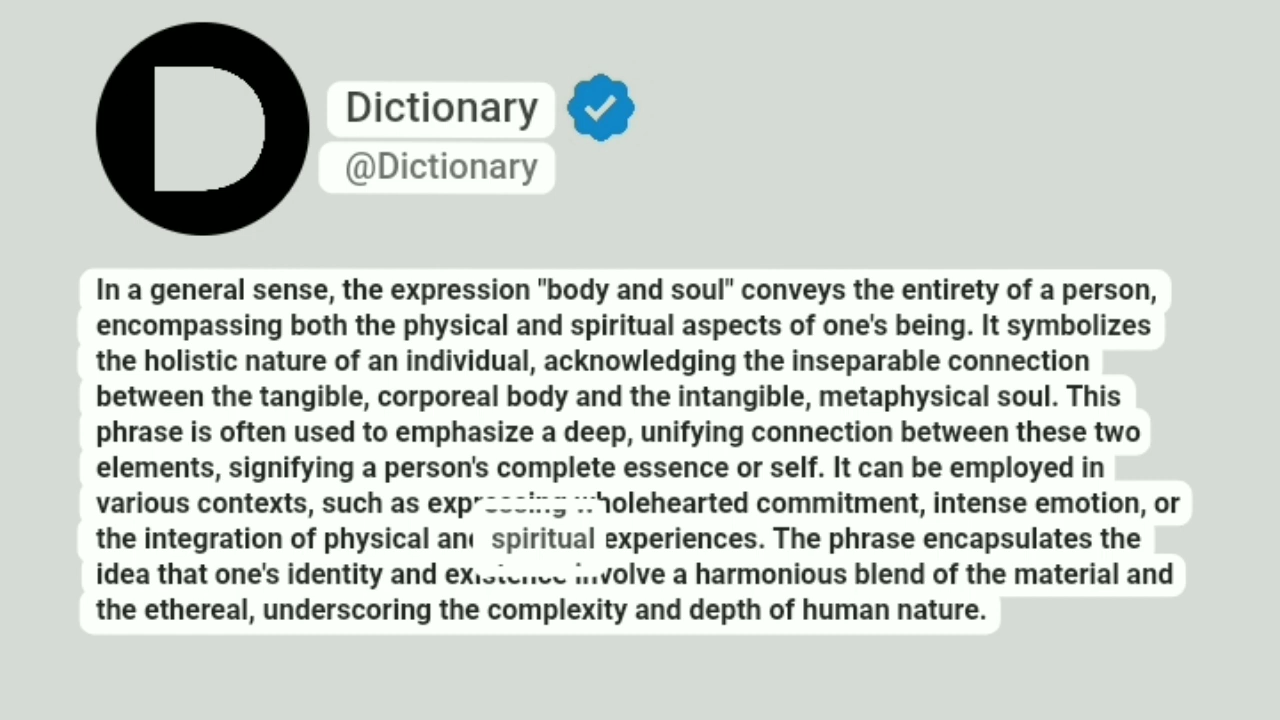 D
Dictionary
@Dictionary
In a general sense, the expression "body and soul" conveys the entirety of a person,
encompassing both the physical and spiritual aspects of one's being. It symbolizes
the holistic nature of an individual, acknowledging the inseparable connection
between the tangible, corporeal body and the intangible, metaphysical soul. This
phrase is often used to emphasize a deep, unifying connection between these two
elements, signifying a person's complete essence or self. It can be employed in
various contexts, such as expressing wholehearted commitment, intense emotion, or
the integration of physical and spiritual experiences. The phrase encapsulates the
idea that one's identity and existence involve a harmonious blend of the material and
the ethereal, underscoring the complexity and depth of human nature.